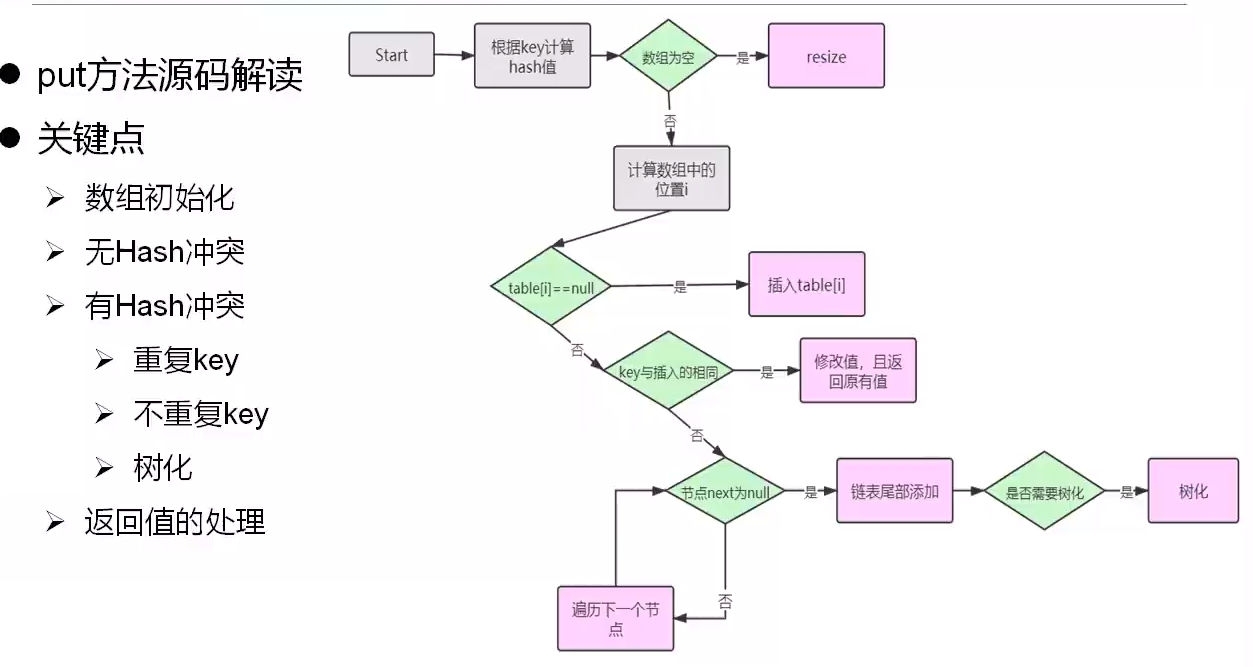 put方法源码解读
关键点
数组初始化
无Hash冲突
有Hash冲突
重复key
不重复key
树化
返回值的处理
Start
根据key计算
hash值
数组为空
是
resize
否
计算数组中的
位置i
table[i]==null
是
插入table[i]
否
key与插入的相同
是
修改值，且返
回原有值
否
节点next为null
是
链表尾部添加
是否需要树化
是
树化
否
遍历下一个节
点